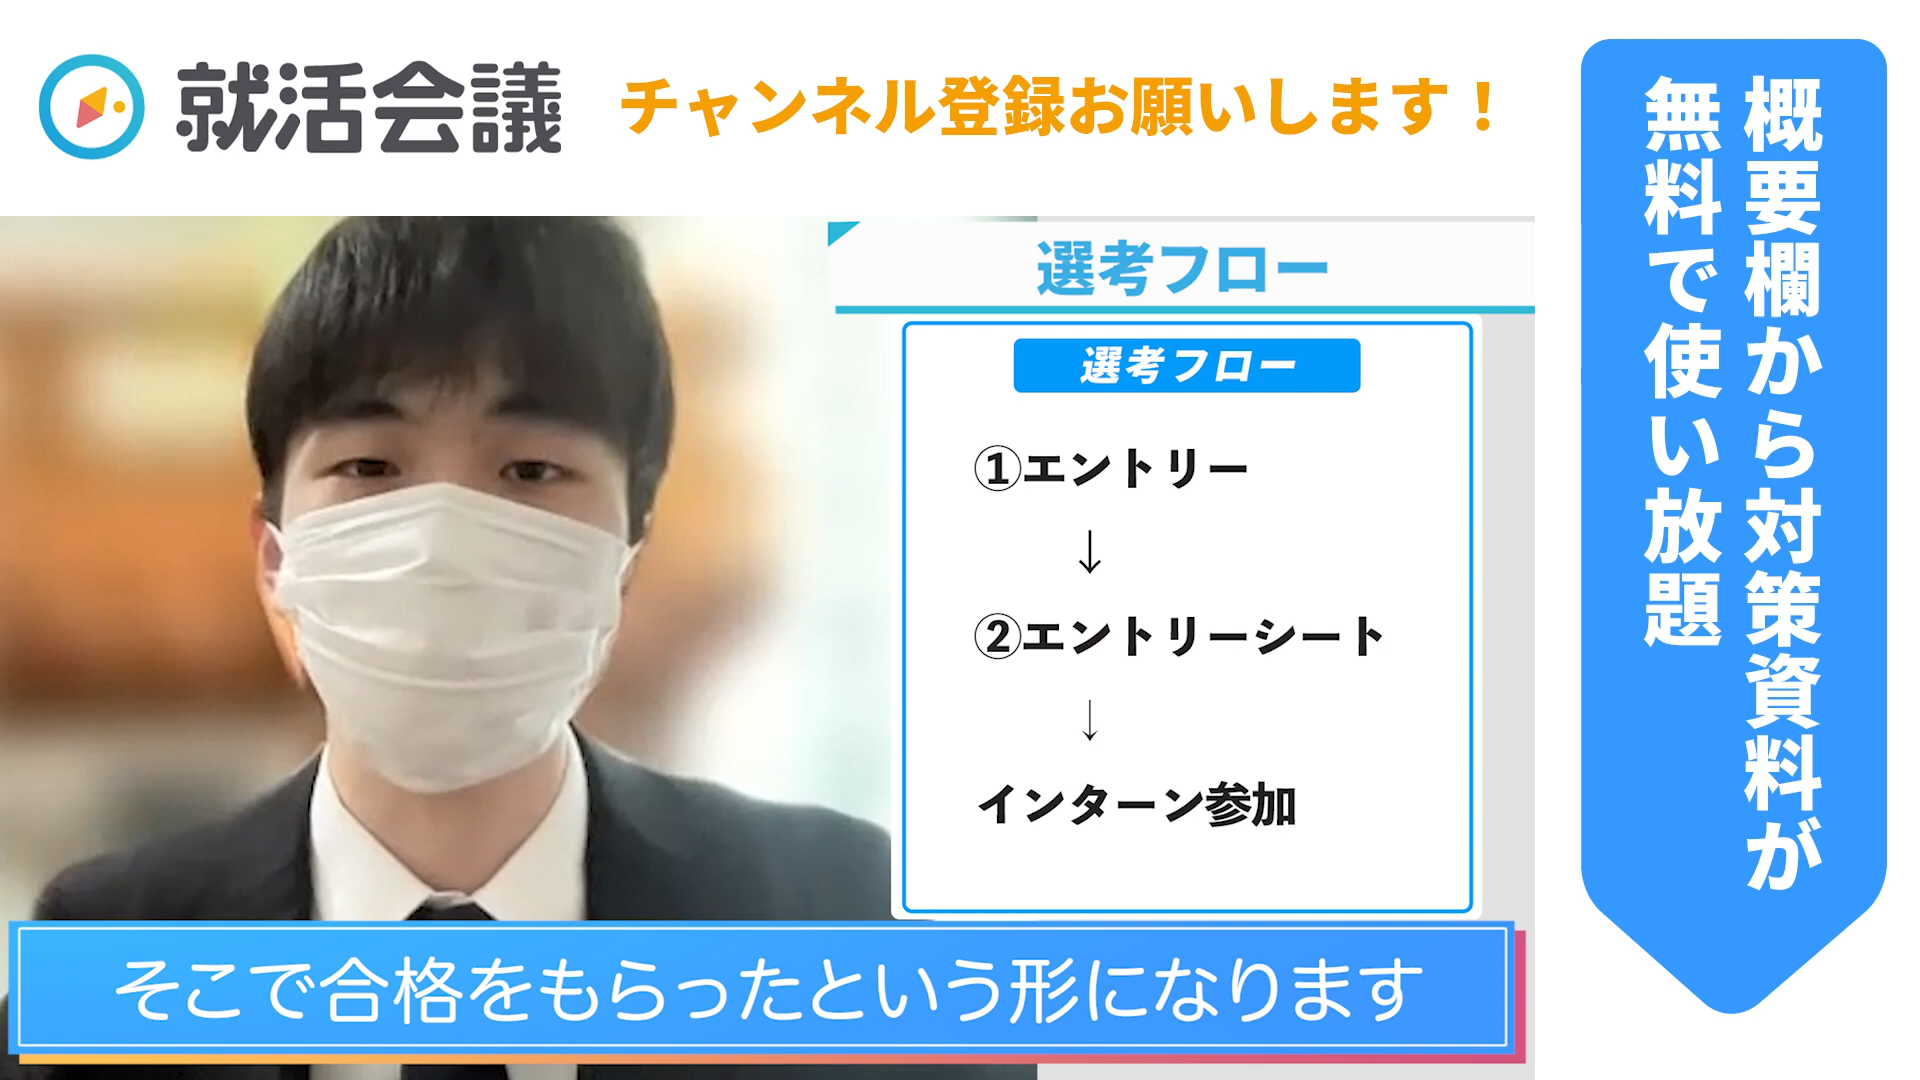 就活会議
チャンネル登録お願いします！
概要欄から対策資料が
無料で使い放題
選考フロー
選考フロー
①エントリー
↓
②エントリーシート
↓
インターン参加
そこで合格をもらったという形になります